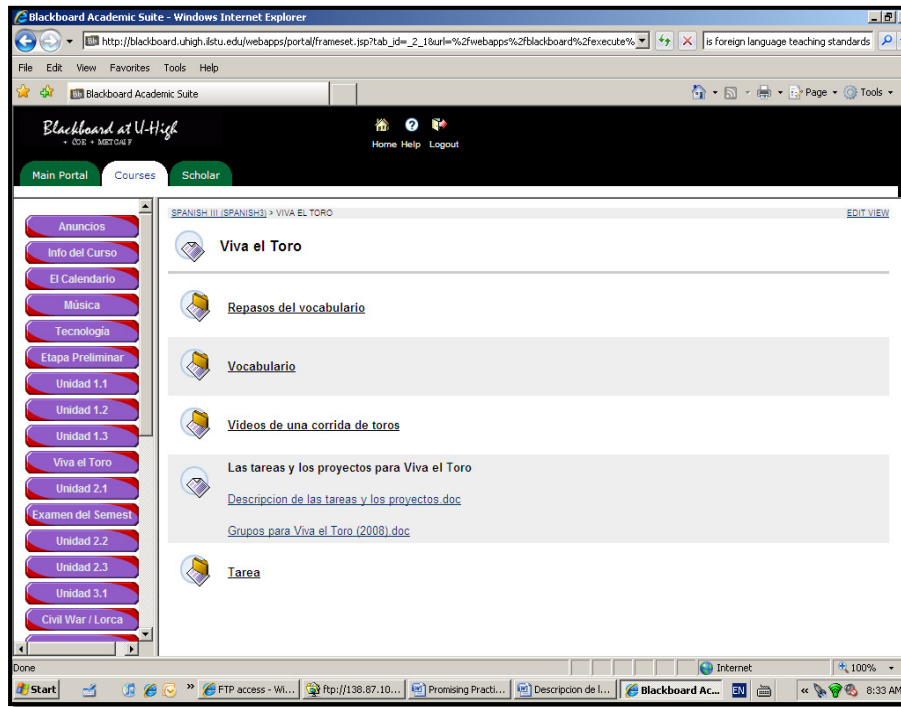 Blackboard Academic Suite - Windows Internet Explorer
http://blackboard.uhigh.ilstu.edu/webapps/portal/frameset.jsp?tab_id=_2_1&url=%2fwebapps%2fblackboard%2fexecute%
is foreign language teaching standards
File Edit View Favorites Tools Help
Blackboard Academic Suite
Page Tools
Blackboard at U-High
+ COE + METCALF
Home Help Logout
Main Portal Courses Scholar
SPANISH III (SPANISH3) > VIVA EL TORO
EDIT VIEW
Viva el Toro
Anuncios
Info del Curso
El Calendario
Música
Tecnología
Etapa Preliminar
Unidad 1.1
Unidad 1.2
Unidad 1.3
Viva el Toro
Unidad 2.1
Examen del Semest
Unidad 2.2
Unidad 2.3
Unidad 3.1
Civil War / Lorca
Repasos del vocabulario
Vocabulario
Videos de una corrida de toros
Las tareas y los proyectos para Viva el Toro
Descripcion de las tareas y los proyectos.doc
Grupos para Viva el Toro (2008).doc
Tarea
Done
Internet
100%
Start
» FTP access - Wi...
ftp://138.87.10...
Promising Practi...
Descripcion de l...
Blackboard Ac...
EN
« 8:33 AM